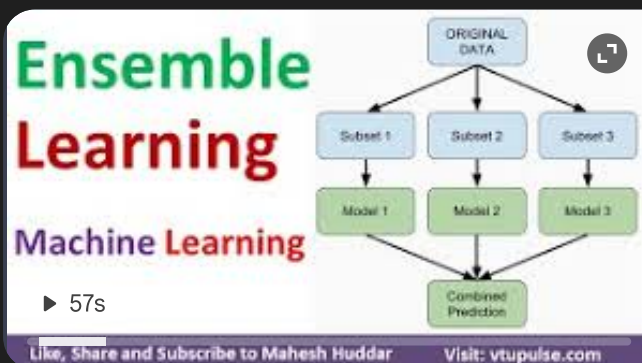 Ensemble
Learning
Machine Learning
57s
ORIGINAL
DATA
Subset 1
Subset 2
Subset 3
Model 1
Model 2
Model 3
Combined
Prediction
Like, Share and Subscribe to Mahesh Huddar
Visit: vtupulse.com